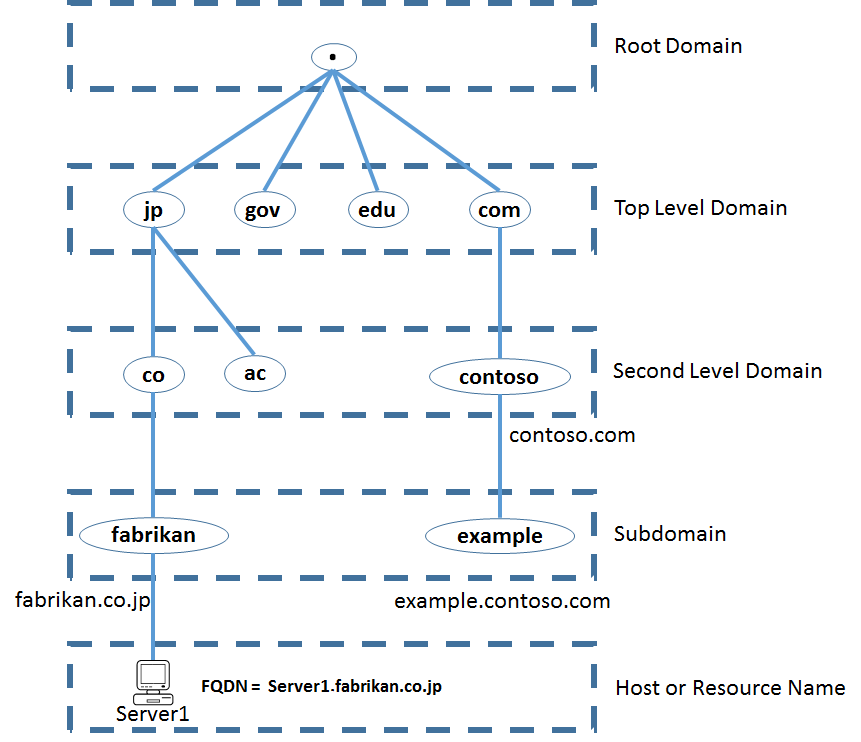 Root Domain
•
jp gov edu com
Top Level Domain
co ac contoso
Second Level Domain
contoso.com
fabrikan example
Subdomain
fabrikan.co.jp
example.contoso.com
FQDN = Server1.fabrikan.co.jp
Host or Resource Name
Server1